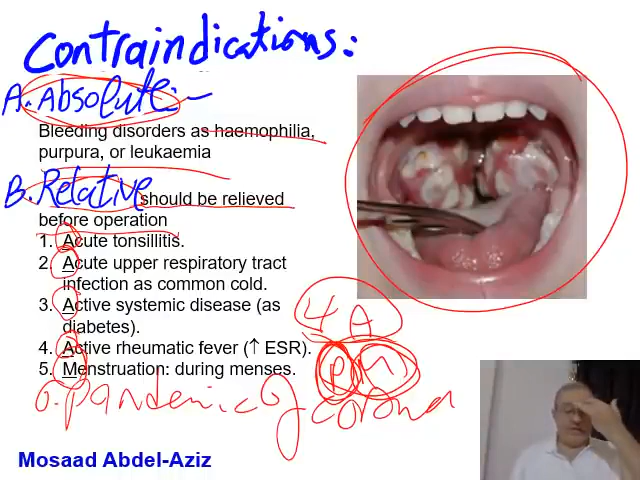 Contraindications:
A. Absolute:-
Bleeding disorders as haemophilia,
purpura, or leukaemia
B. Relative should be relieved
before operation
1. Acute tonsillitis.
2. Acute upper respiratory tract
infection as common cold.
3. Active systemic disease (as
diabetes).
4. Active rheumatic fever (↑ ESR).
5. Menstruation: during menses.
4 A
P M
6. Pandemic of corona
Mosaad Abdel-Aziz